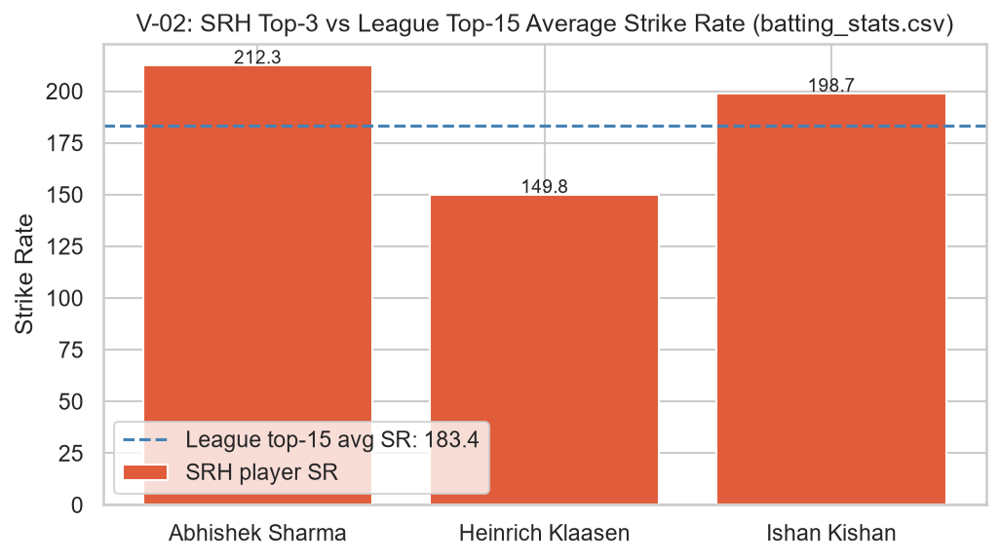 V-02: SRH Top-3 vs League Top-15 Average Strike Rate (batting_stats.csv)
Strike Rate
200
175
150
125
100
75
50
25
0
212.3
149.8
198.7
League top-15 avg SR: 183.4
SRH player SR
Abhishek Sharma
Heinrich Klaasen
Ishan Kishan